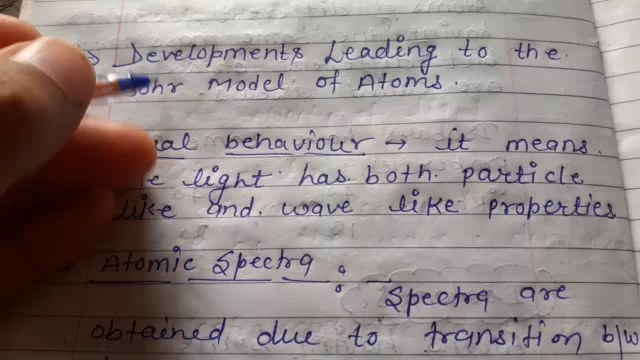 Developments Leading to the
Bohr Model of Atoms.
behaviour → it means.
light has both particle
like and wave like properties
Atomic Spectra :
Spectra are
obtained due to transition b/w